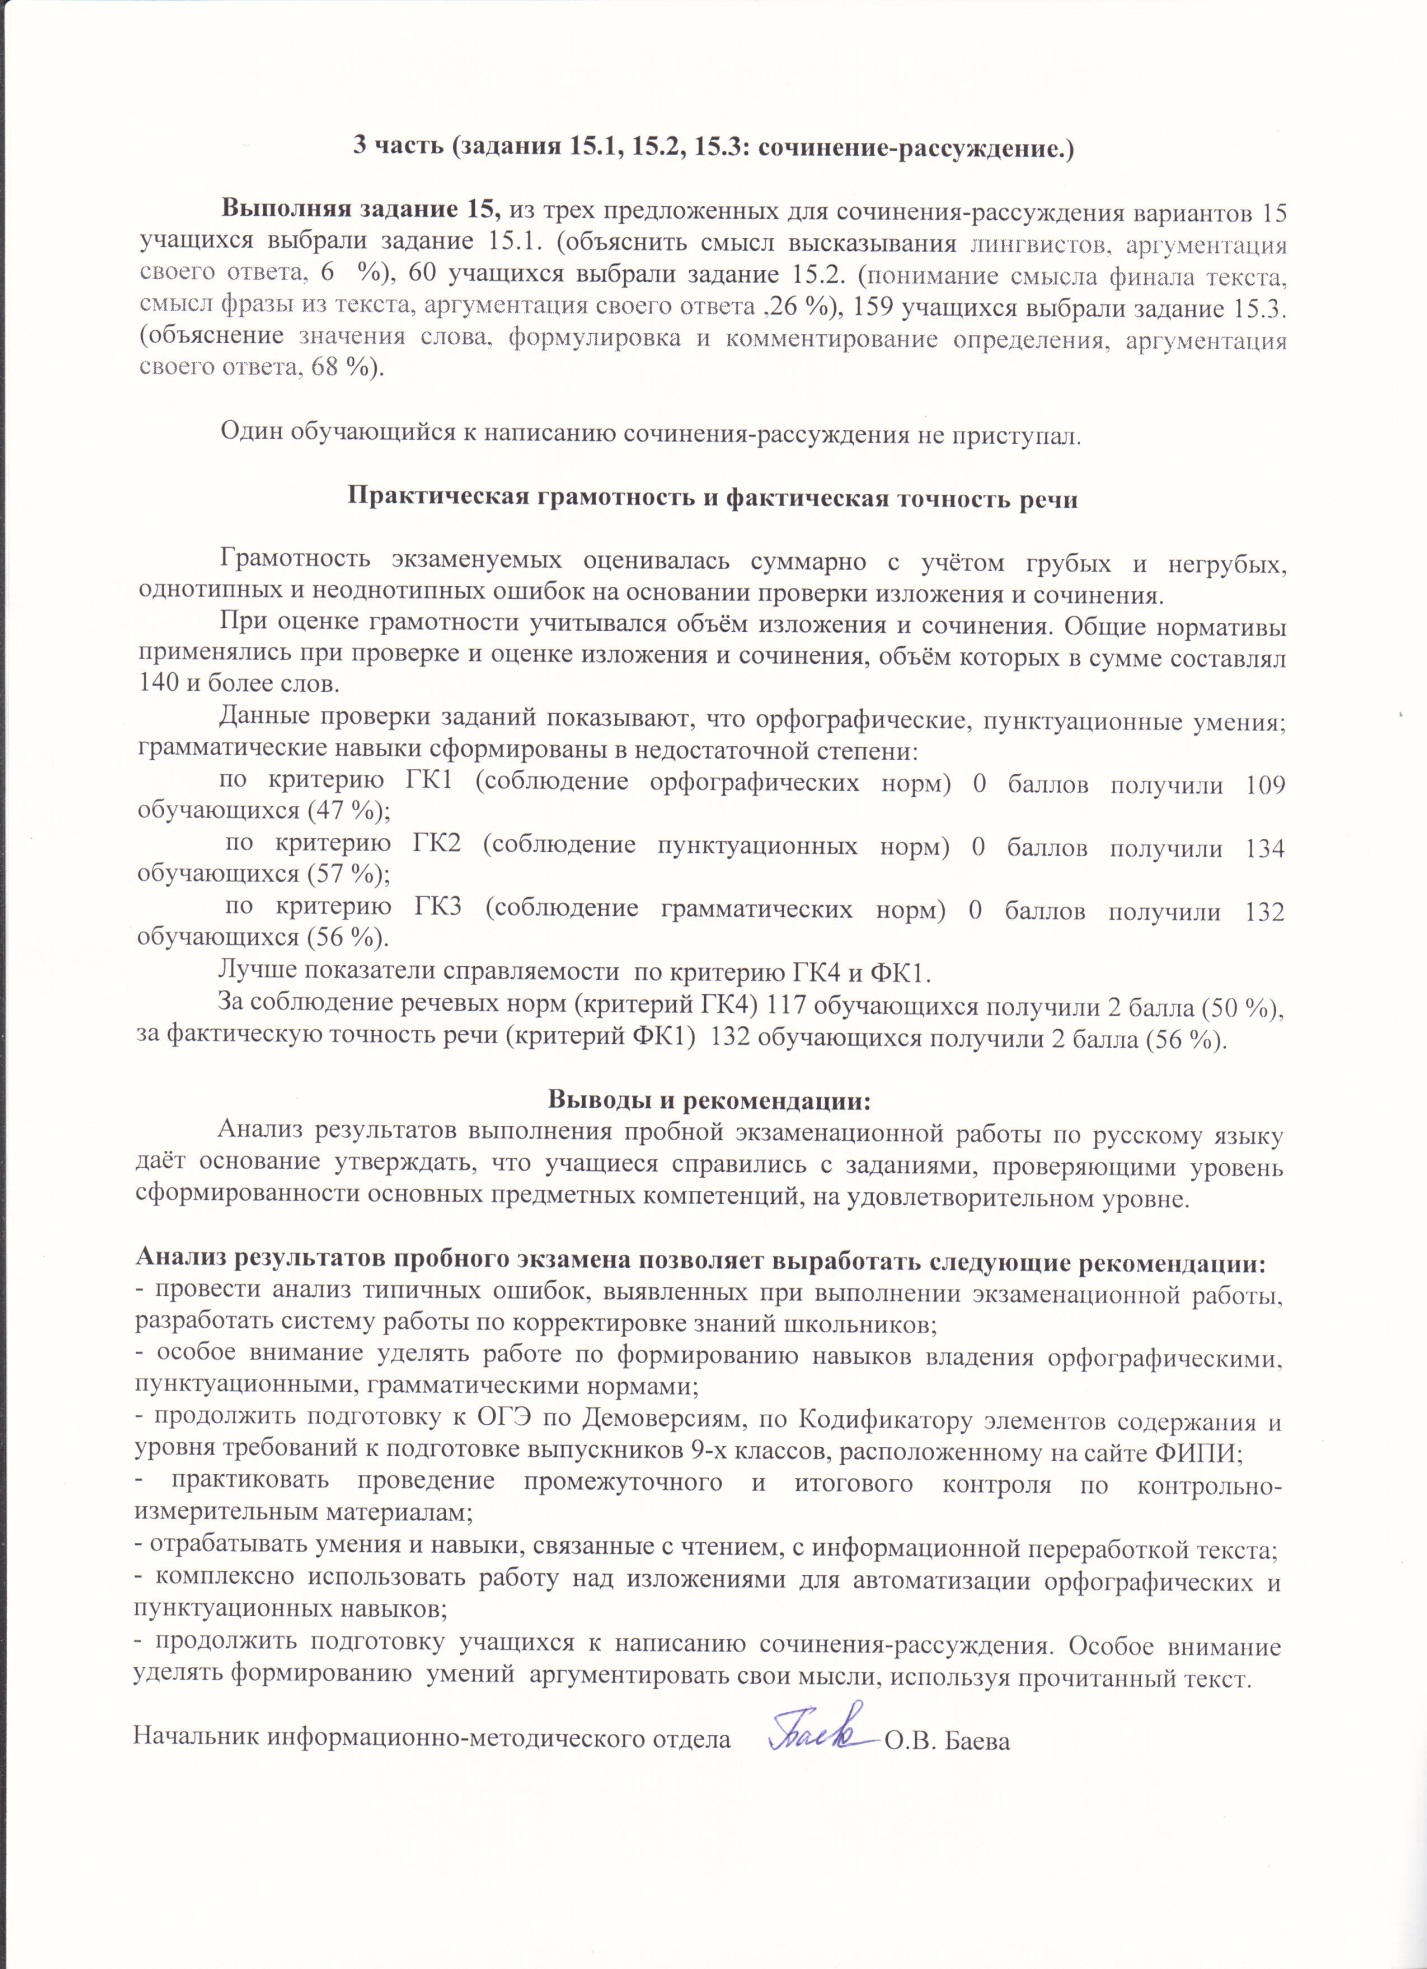 3 часть (задания 15.1, 15.2, 15.3: сочинение-рассуждение.)
Выполняя задание 15, из трех предложенных для сочинения-рассуждения вариантов 15
учащихся выбрали задание 15.1. (объяснить смысл высказывания лингвистов, аргументация
своего ответа, 6 %), 60 учащихся выбрали задание 15.2. (понимание смысла финала текста,
смысл фразы из текста, аргументация своего ответа ,26 %), 159 учащихся выбрали задание 15.3.
(объяснение значения слова, формулировка и комментирование определения, аргументация
своего ответа, 68 %).
Один обучающийся к написанию сочинения-рассуждения не приступал.
Практическая грамотность и фактическая точность речи
Грамотность экзаменуемых оценивалась суммарно с учётом грубых и негрубых,
однотипных и неоднотипных ошибок на основании проверки изложения и сочинения.
При оценке грамотности учитывался объём изложения и сочинения. Общие нормативы
применялись при проверке и оценке изложения и сочинения, объём которых в сумме составлял
140 и более слов.
Данные проверки заданий показывают, что орфографические, пунктуационные умения;
грамматические навыки сформированы в недостаточной степени:
по критерию ГК1 (соблюдение орфографических норм) 0 баллов получили 109
обучающихся (47 %);
по критерию ГК2 (соблюдение пунктуационных норм) 0 баллов получили 134
обучающихся (57 %);
по критерию ГК3 (соблюдение грамматических норм) 0 баллов получили 132
обучающихся (56 %).
Лучше показатели справляемости по критерию ГК4 и ФК1.
За соблюдение речевых норм (критерий ГК4) 117 обучающихся получили 2 балла (50 %),
за фактическую точность речи (критерий ФК1) 132 обучающихся получили 2 балла (56 %).
Выводы и рекомендации:
Анализ результатов выполнения пробной экзаменационной работы по русскому языку
даёт основание утверждать, что учащиеся справились с заданиями, проверяющими уровень
сформированности основных предметных компетенций, на удовлетворительном уровне.
Анализ результатов пробного экзамена позволяет выработать следующие рекомендации:
- провести анализ типичных ошибок, выявленных при выполнении экзаменационной работы,
разработать систему работы по корректировке знаний школьников;
- особое внимание уделять работе по формированию навыков владения орфографическими,
пунктуационными, грамматическими нормами;
- продолжить подготовку к ОГЭ по Демоверсиям, по Кодификатору элементов содержания и
уровня требований к подготовке выпускников 9-х классов, расположенному на сайте ФИПИ;
- практиковать проведение промежуточного и итогового контроля по контрольно-
измерительным материалам;
- отрабатывать умения и навыки, связанные с чтением, с информационной переработкой текста;
- комплексно использовать работу над изложениями для автоматизации орфографических и
пунктуационных навыков;
- продолжить подготовку учащихся к написанию сочинения-рассуждения. Особое внимание
уделять формированию умений аргументировать свои мысли, используя прочитанный текст.
Начальник информационно-методического отдела Баева О.В. Баева